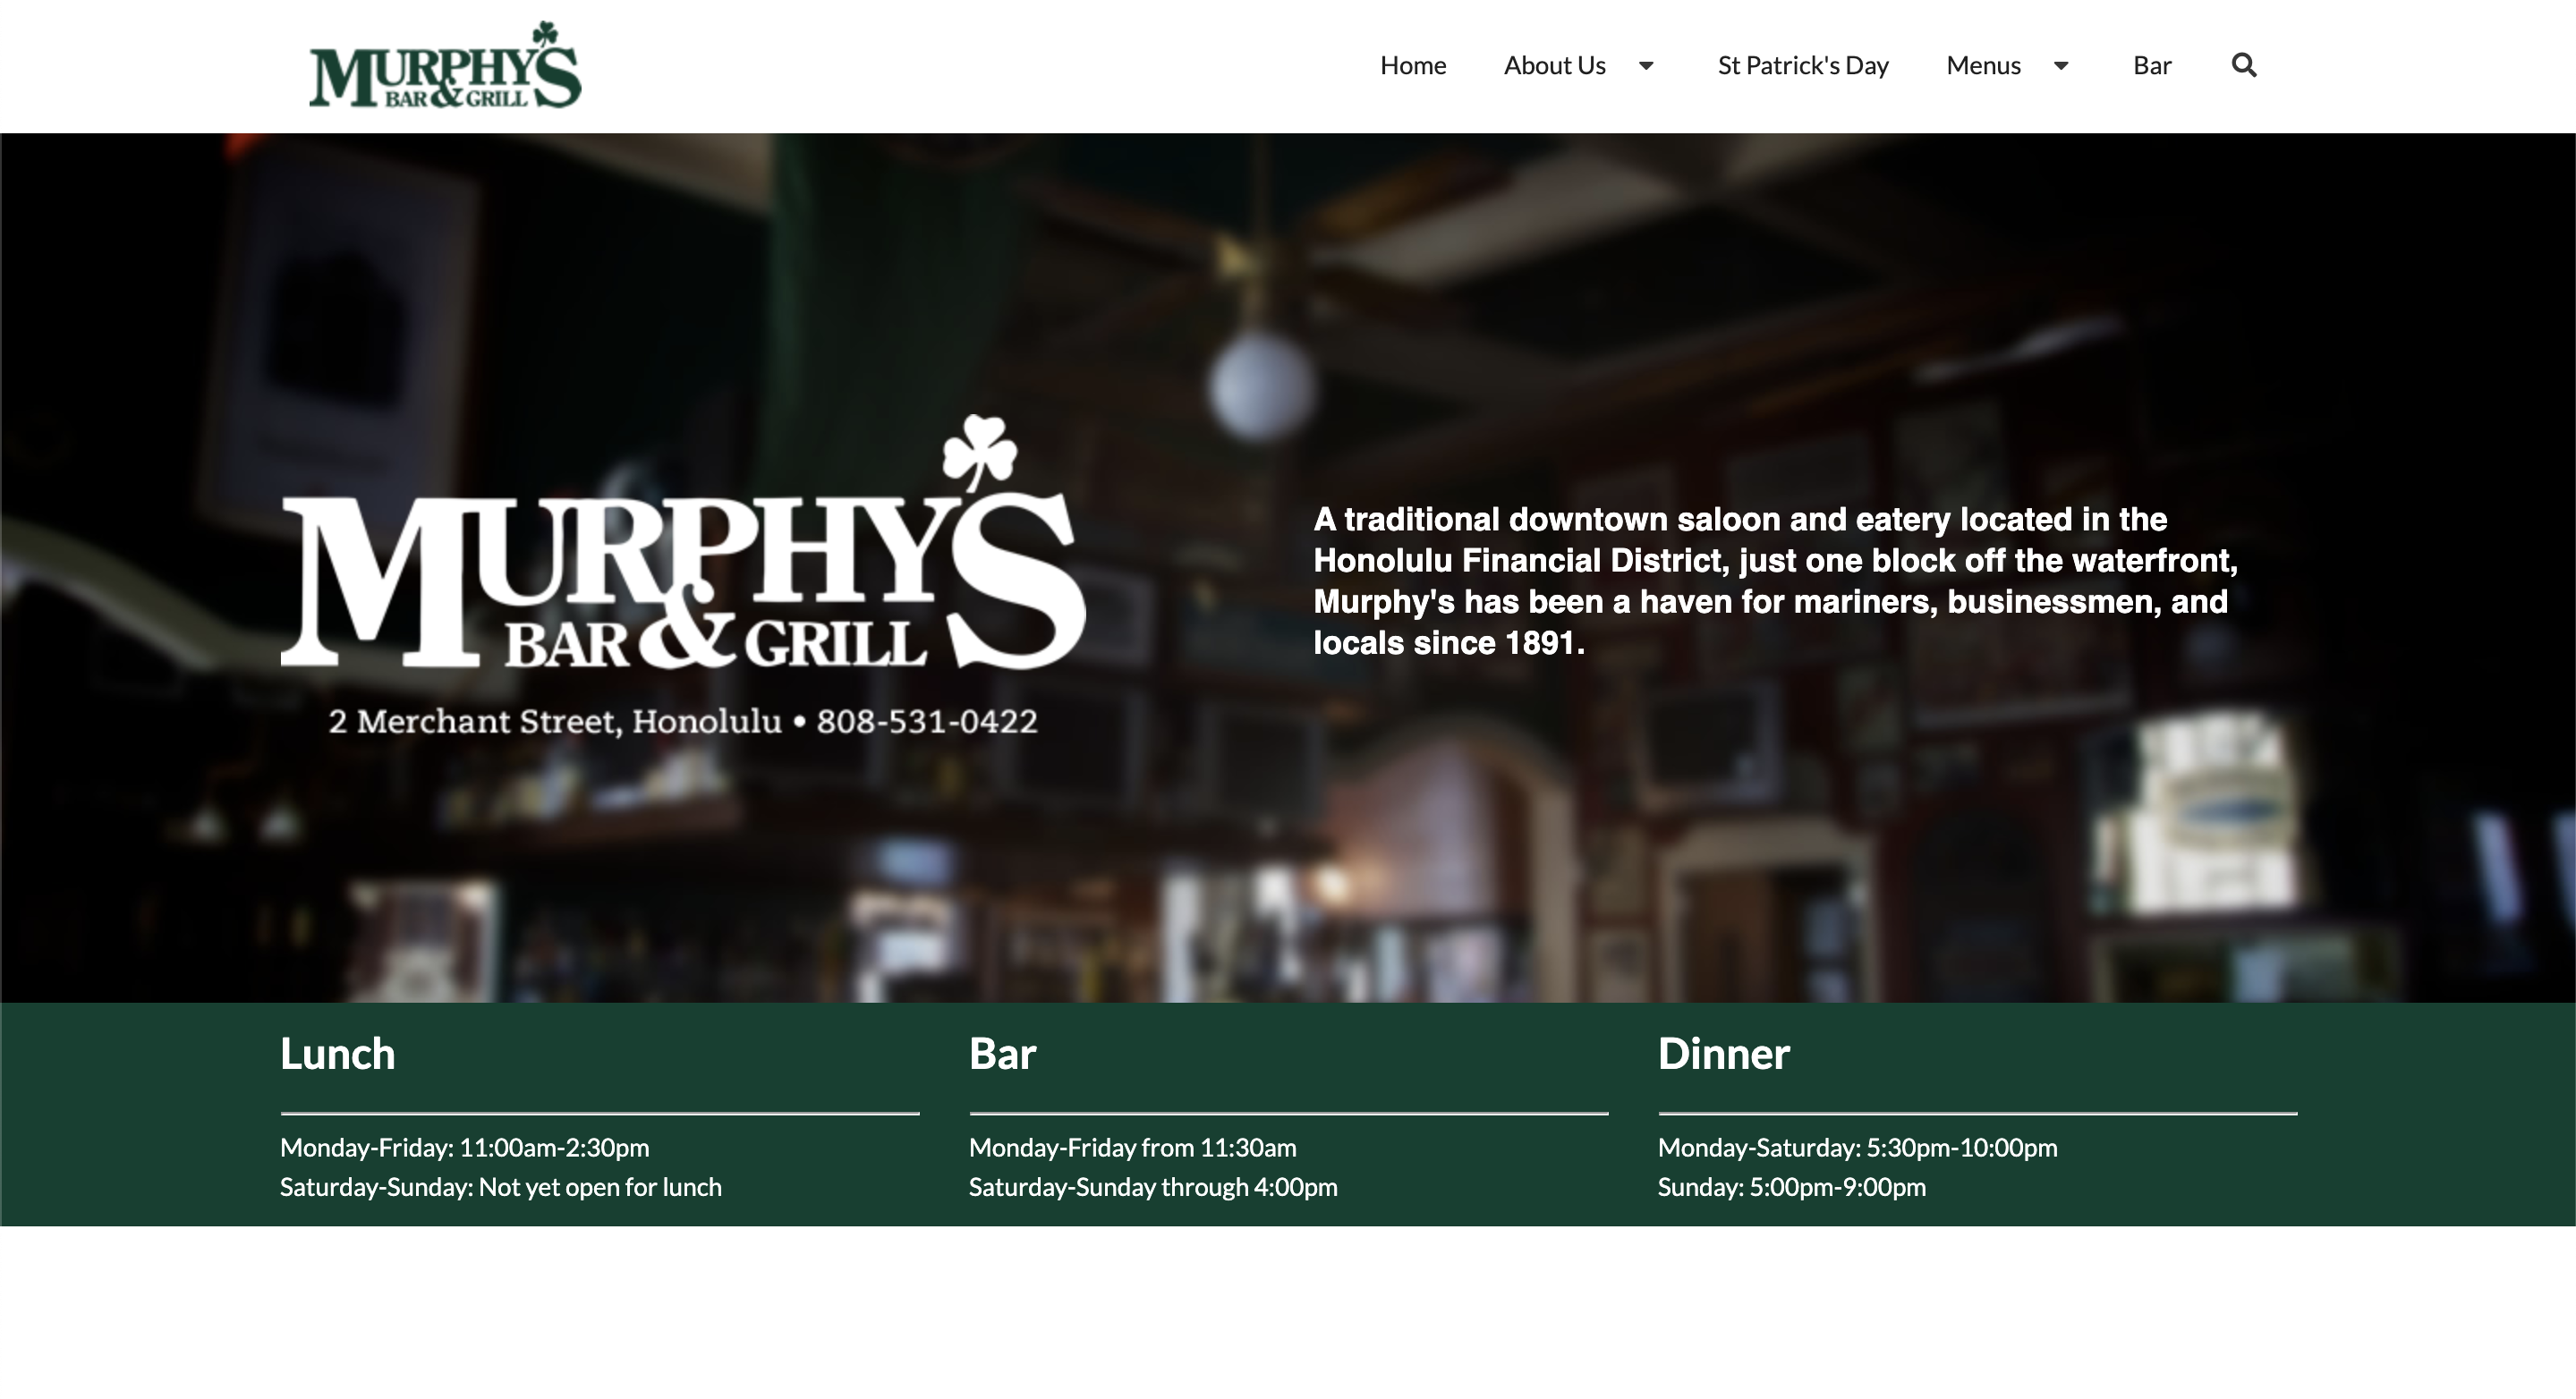 MURPHY'S
BAR & GRILL
Home About Us St Patrick's Day Menus Bar
MURPHY'S
BAR & GRILL
2 Merchant Street, Honolulu • 808-531-0422
A traditional downtown saloon and eatery located in the
Honolulu Financial District, just one block off the waterfront,
Murphy's has been a haven for mariners, businessmen, and
locals since 1891.
Lunch
Monday-Friday: 11:00am-2:30pm
Saturday-Sunday: Not yet open for lunch
Bar
Monday-Friday from 11:30am
Saturday-Sunday through 4:00pm
Dinner
Monday-Saturday: 5:30pm-10:00pm
Sunday: 5:00pm-9:00pm